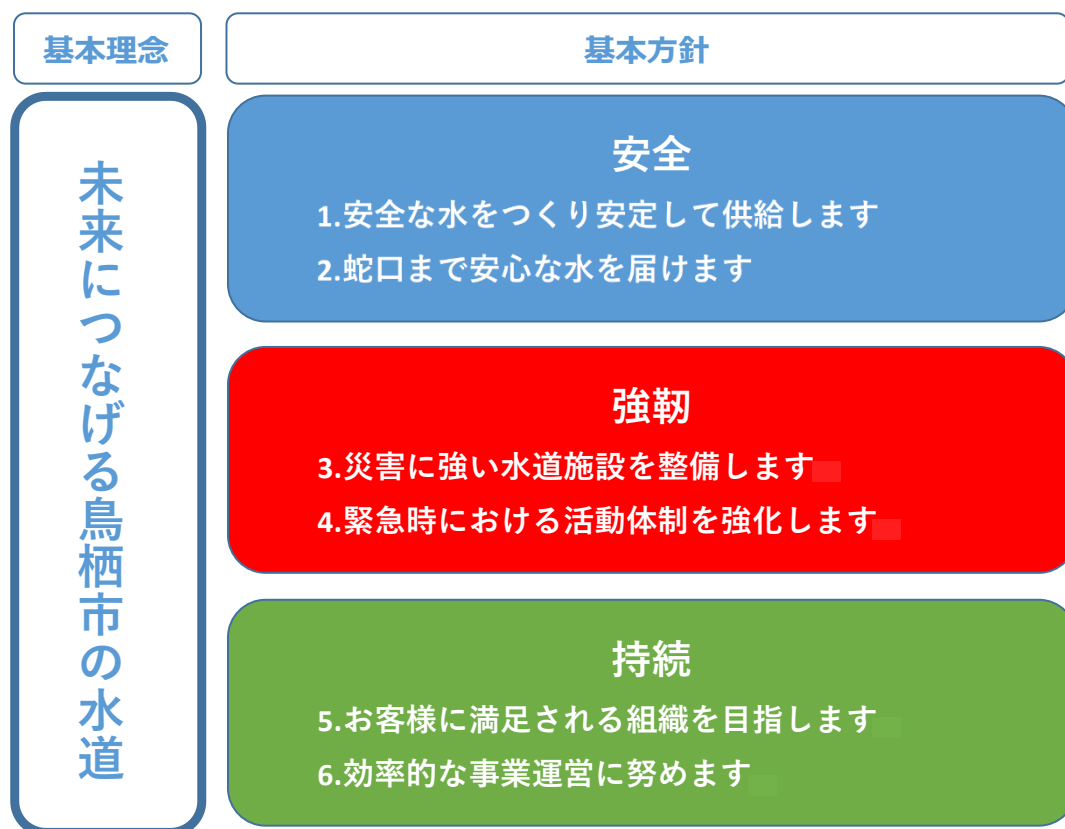 基本理念
基本方針
未来につなげる鳥栖市の水道
安全
1.安全な水をつくり安定して供給します
2.蛇口まで安心な水を届けます
強靭
3.災害に強い水道施設を整備します
4.緊急時における活動体制を強化します
持続
5.お客様に満足される組織を目指します
6.効率的な事業運営に努めます